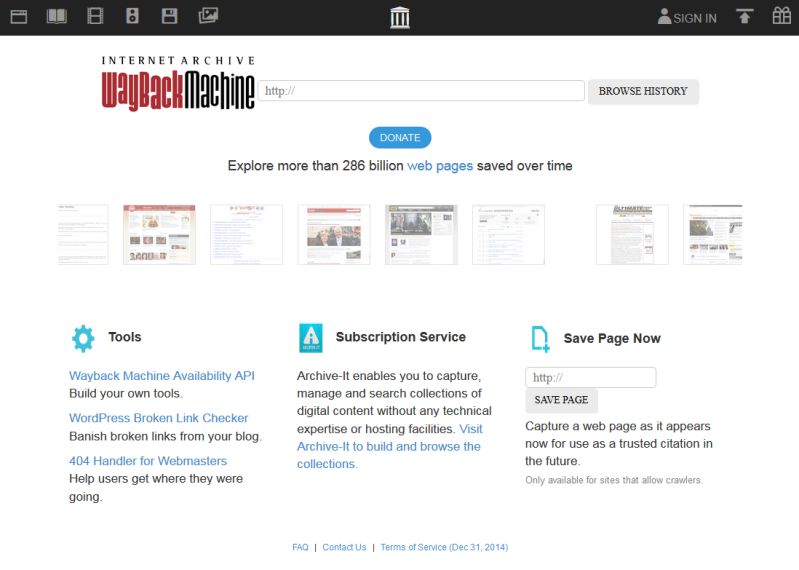 SIGN IN
INTERNET ARCHIVE
WayBackMachine
http://
BROWSE HISTORY
DONATE
Explore more than 286 billion web pages saved over time
Tools
Wayback Machine Availability API
Build your own tools.
WordPress Broken Link Checker
Banish broken links from your blog.
404 Handler for Webmasters
Help users get where they were
going.
Subscription Service
Archive-It enables you to capture,
manage and search collections of
digital content without any technical
expertise or hosting facilities. Visit
Archive-It to build and browse the
collections.
Save Page Now
http://
SAVE PAGE
Capture a web page as it appears
now for use as a trusted citation in
the future.
Only available for sites that allow crawlers.
FAQ | Contact Us | Terms of Service (Dec 31, 2014)